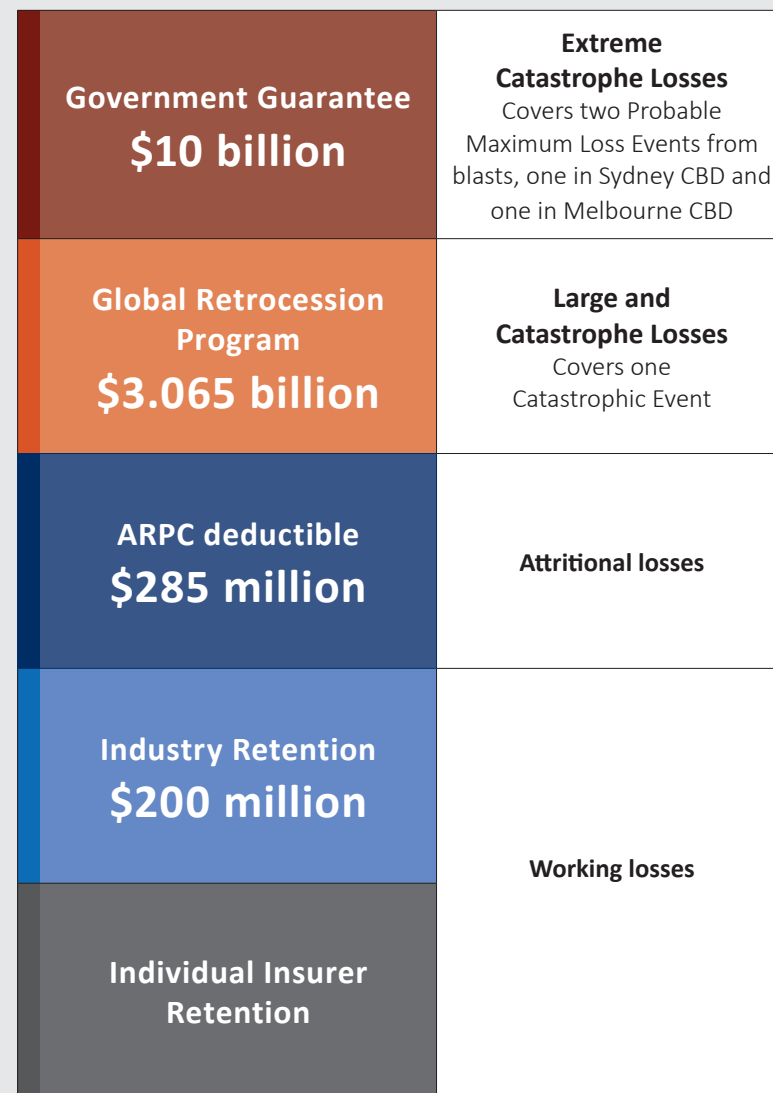 Government Guarantee
$10 billion
Extreme
Catastrophe Losses
Covers two Probable
Maximum Loss Events from
blasts, one in Sydney CBD and
one in Melbourne CBD
Global Retrocession
Program
$3.065 billion
Large and
Catastrophe Losses
Covers one
Catastrophic Event
ARPC deductible
$285 million
Attritional losses
Industry Retention
$200 million
Working losses
Individual Insurer
Retention